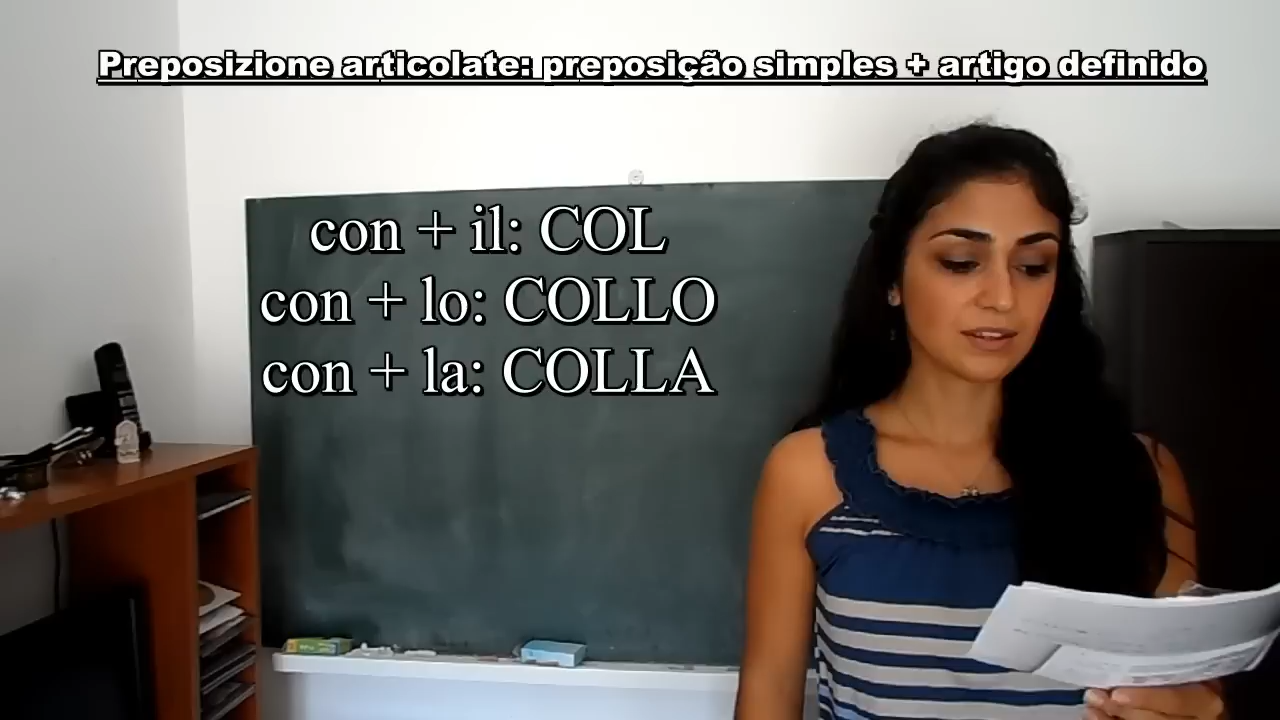 Preposizione articolate: preposição simples + artigo definido
con + il: COL
con + lo: COLLO
con + la: COLLA